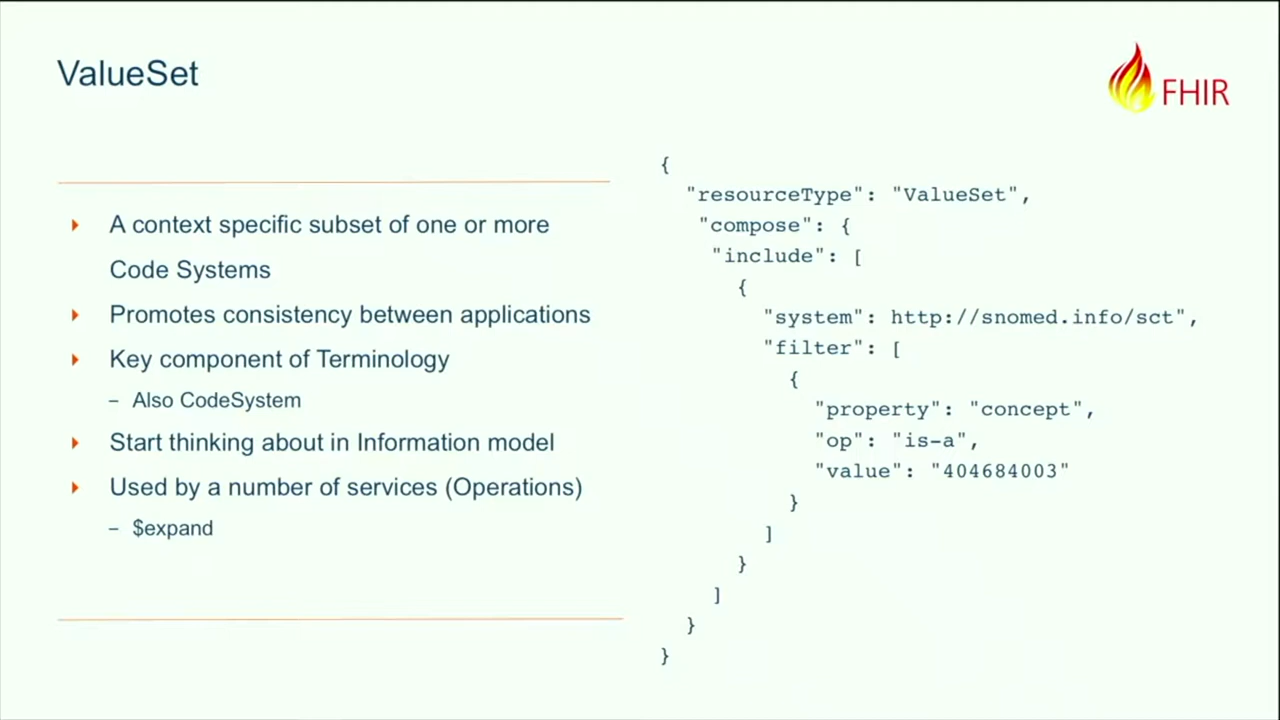 ValueSet
FHIR
A context specific subset of one or more
Code Systems
Promotes consistency between applications
Key component of Terminology
– Also CodeSystem
Start thinking about in Information model
Used by a number of services (Operations)
– $expand
{
"resourceType": "ValueSet",
"compose": {
"include": [
{
"system": http://snomed.info/sct",
"filter": [
{
"property": "concept",
"op": "is-a",
"value": "404684003"
}
]
}
]
}
}